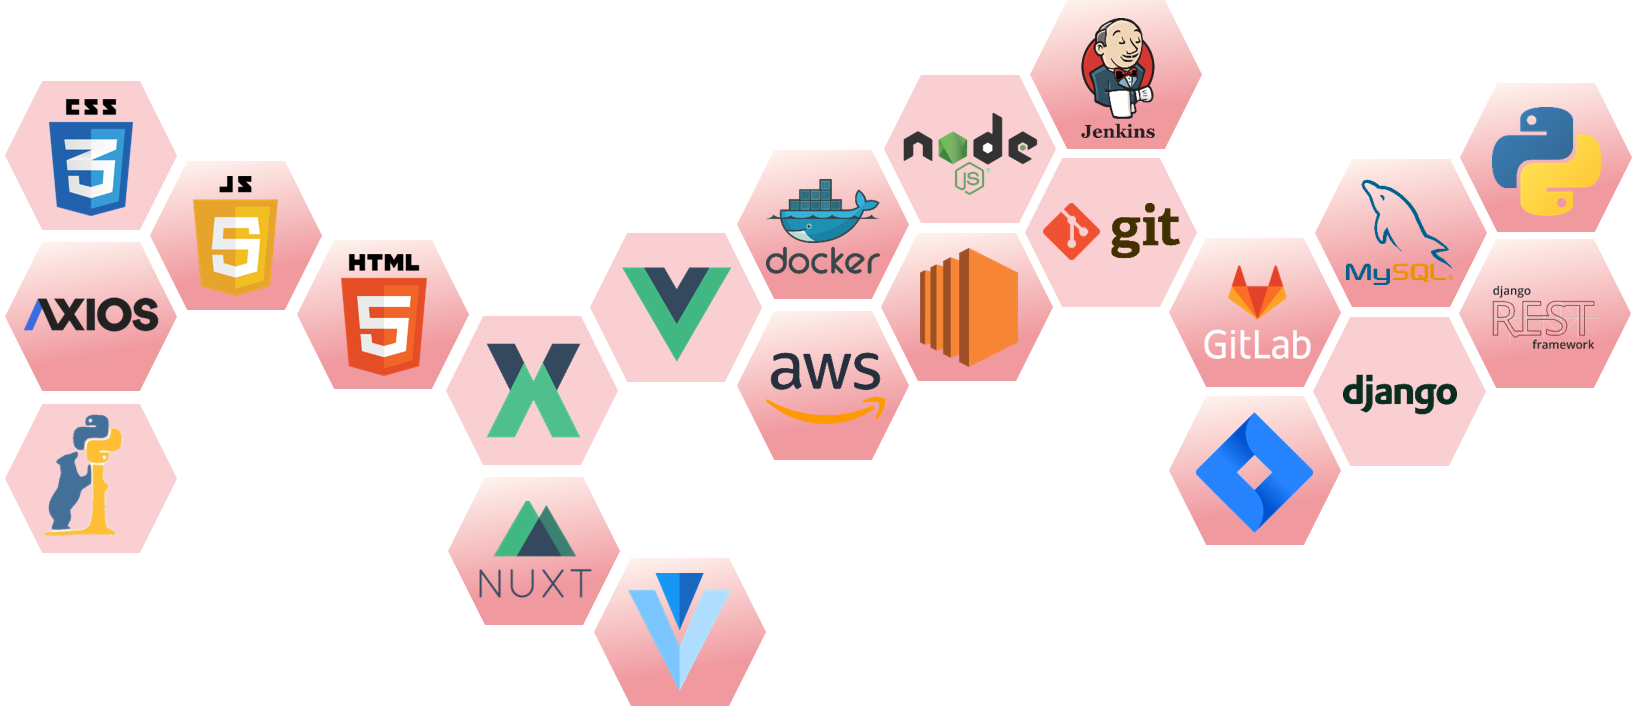 CSS
3
JS
5
HTML
5
AXIOS
NUXT
docker
aws
node
JS
Jenkins
git
GitLab
MySQL
django
django
REST
framework